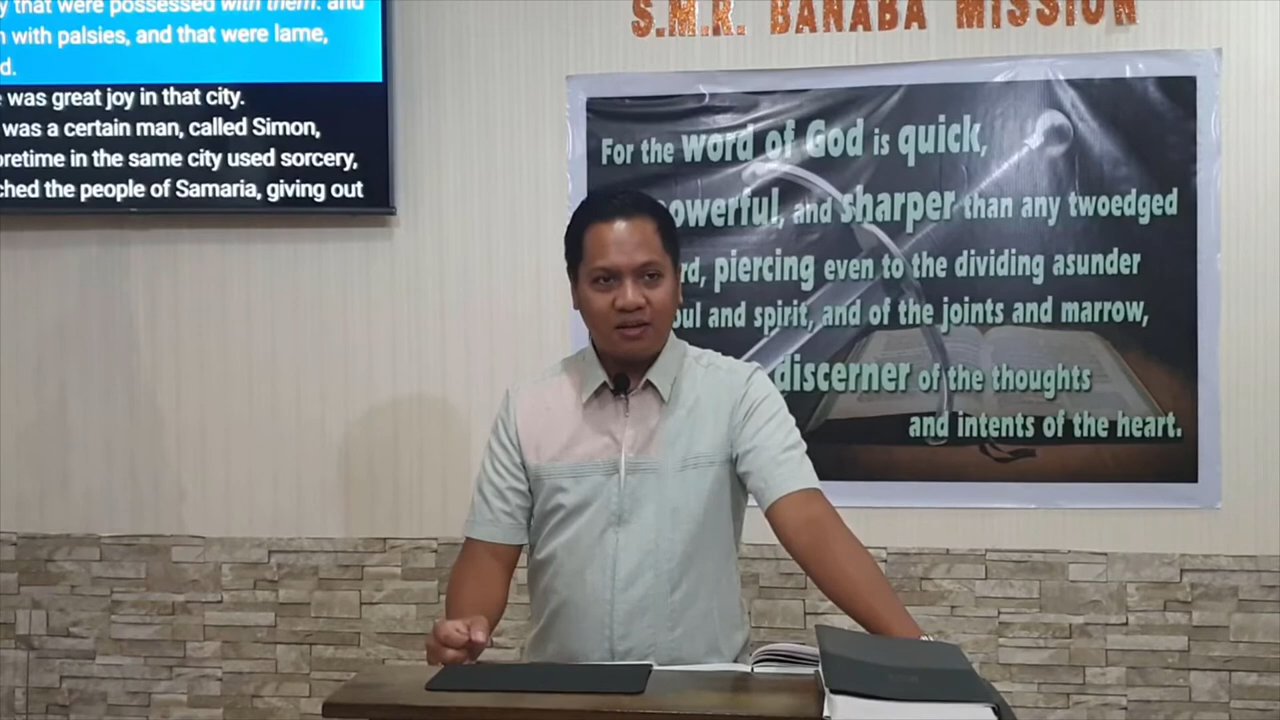 y that were possessed with them: and
n with palsies, and that were lame,
d.
e was great joy in that city.
was a certain man, called Simon,
oretime in the same city used sorcery,
ched the people of Samaria, giving out
S.M.R. BANABA MISSION
For the word of God is quick,
owerful, and sharper than any twoedged
rd, piercing even to the dividing asunder
oul and spirit, and of the joints and marrow,
discerner of the thoughts
and intents of the heart.